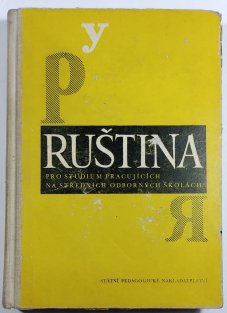 у
р
RUŠTINA
PRO STUDIUM PRACUJÍCÍCH
NA STŘEDNÍCH ODBORNÝCH ŠKOLÁCH
Я
STÁTNÍ PEDAGOGICKÉ NAKLADATELSTVÍ